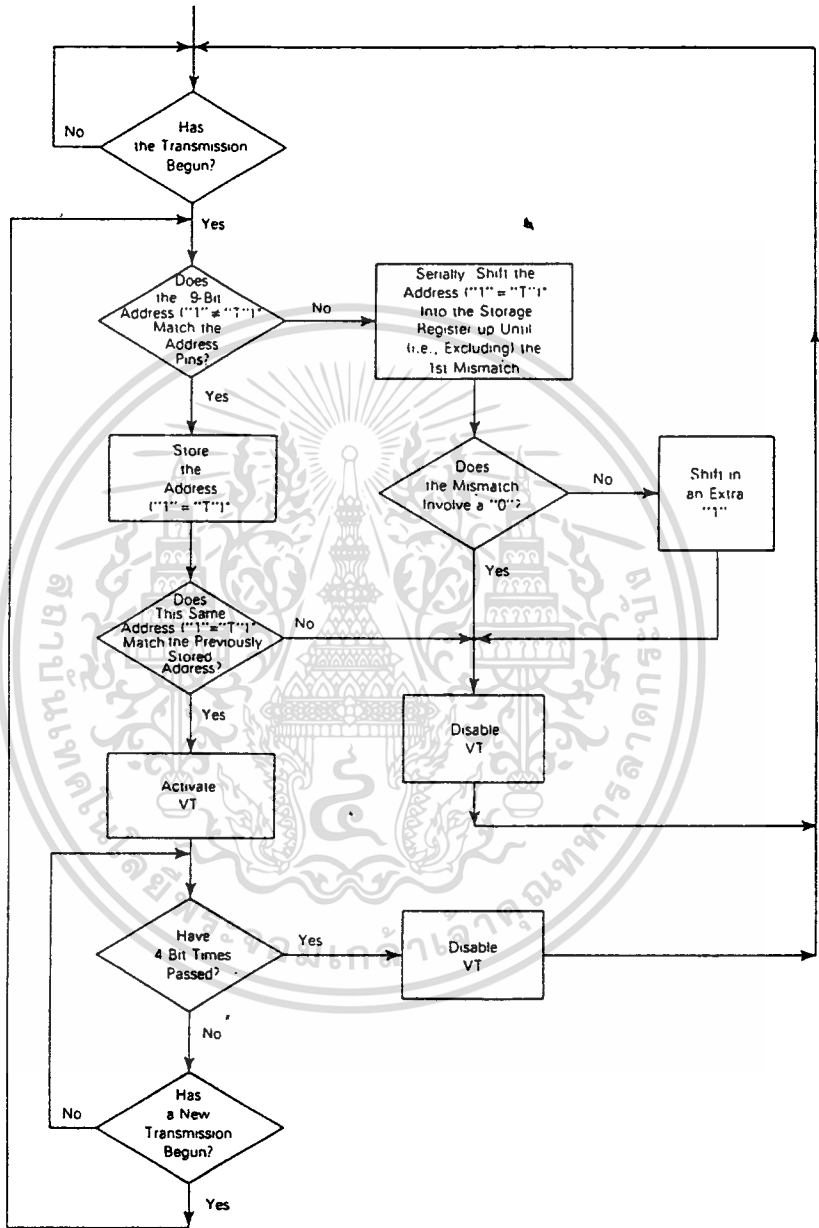 Has
the Transmission
Begun?
No
Yes
Does
the 9-Bit
Address ("1" ≠ "T")*
Match the
Address
Pins?
No
Yes
Serially Shift the
Address ("1" = "T")*
Into the Storage
Register up Until
(i.e., Excluding) the
1st Mismatch
Store
the
Address
("1" = "T")*
Does
the Mismatch
Involve a "0"?
No
Yes
Shift in
an Extra
"1"
Does
This Same
Address ("1"="T")*
Match the Previously
Stored
Address?
No
Yes
Disable
VT
Activate
VT
Have
4 Bit Times
Passed?
Yes
No
Disable
VT
Has
a New
Transmission
Begun?
No
Yes